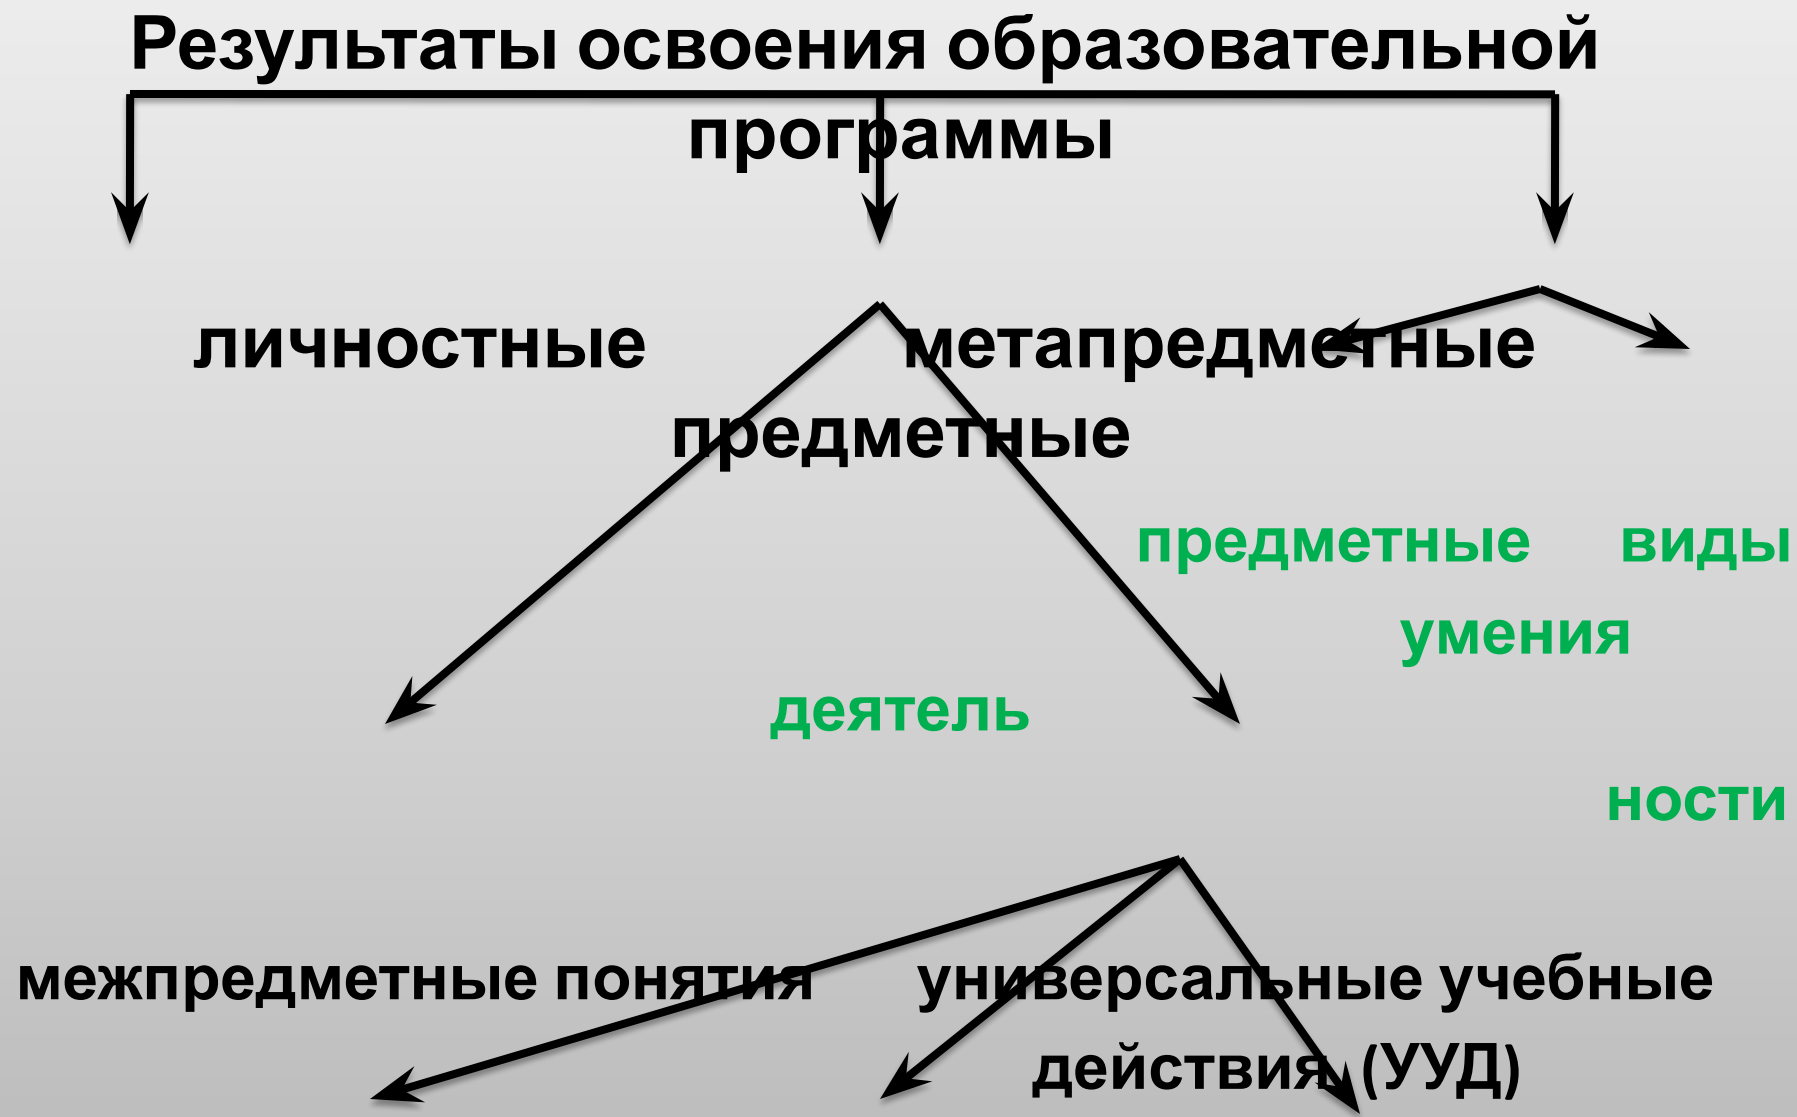 Результаты освоения образовательной
программы
личностные метапредметные
предметные
предметные виды
умения
деятель
ности
межпредметные понятия универсальные учебные
действия (УУД)